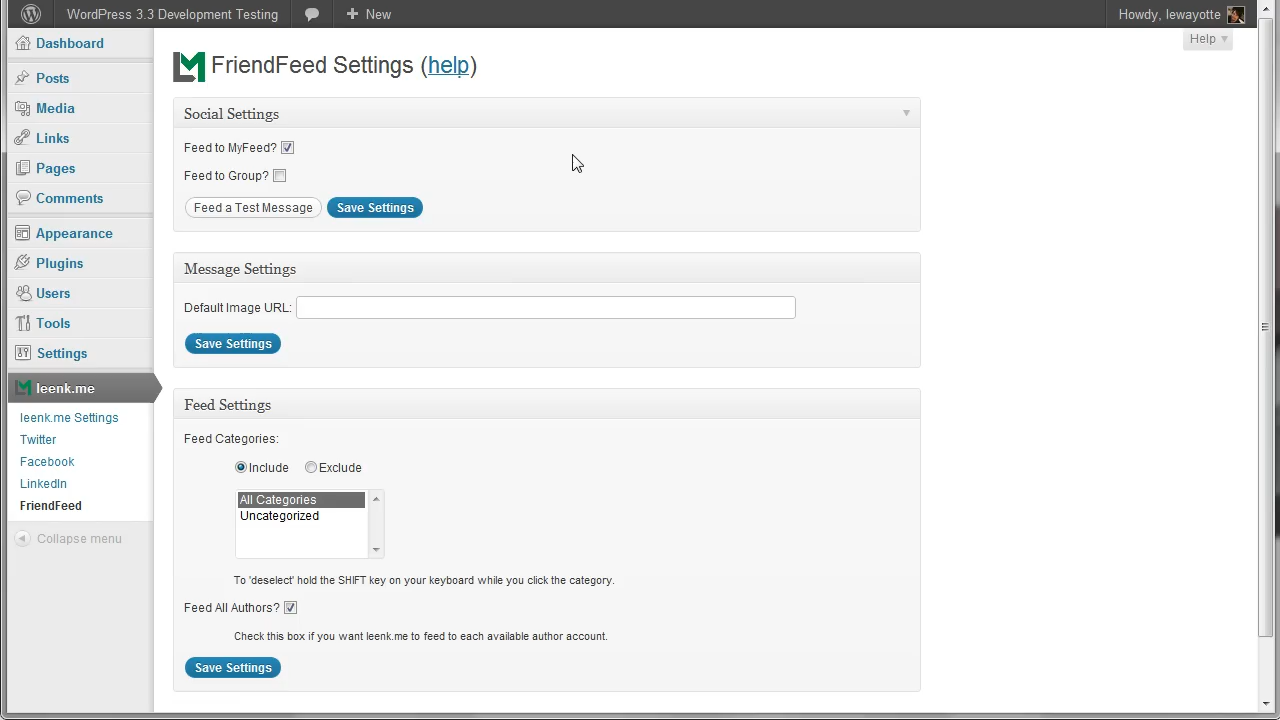 WordPress 3.3 Development Testing
New
Howdy, lewayotte
Help
Dashboard
Posts
Media
Links
Pages
Comments
Appearance
Plugins
Users
Tools
Settings
leenk.me
leenk.me Settings
Twitter
Facebook
LinkedIn
FriendFeed
Collapse menu
FriendFeed Settings (help)
Social Settings
Feed to MyFeed?
Feed to Group?
Feed a Test Message Save Settings
Message Settings
Default Image URL:
Save Settings
Feed Settings
Feed Categories:
Include Exclude
All Categories
Uncategorized
To 'deselect' hold the SHIFT key on your keyboard while you click the category.
Feed All Authors?
Check this box if you want leenk.me to feed to each available author account.
Save Settings